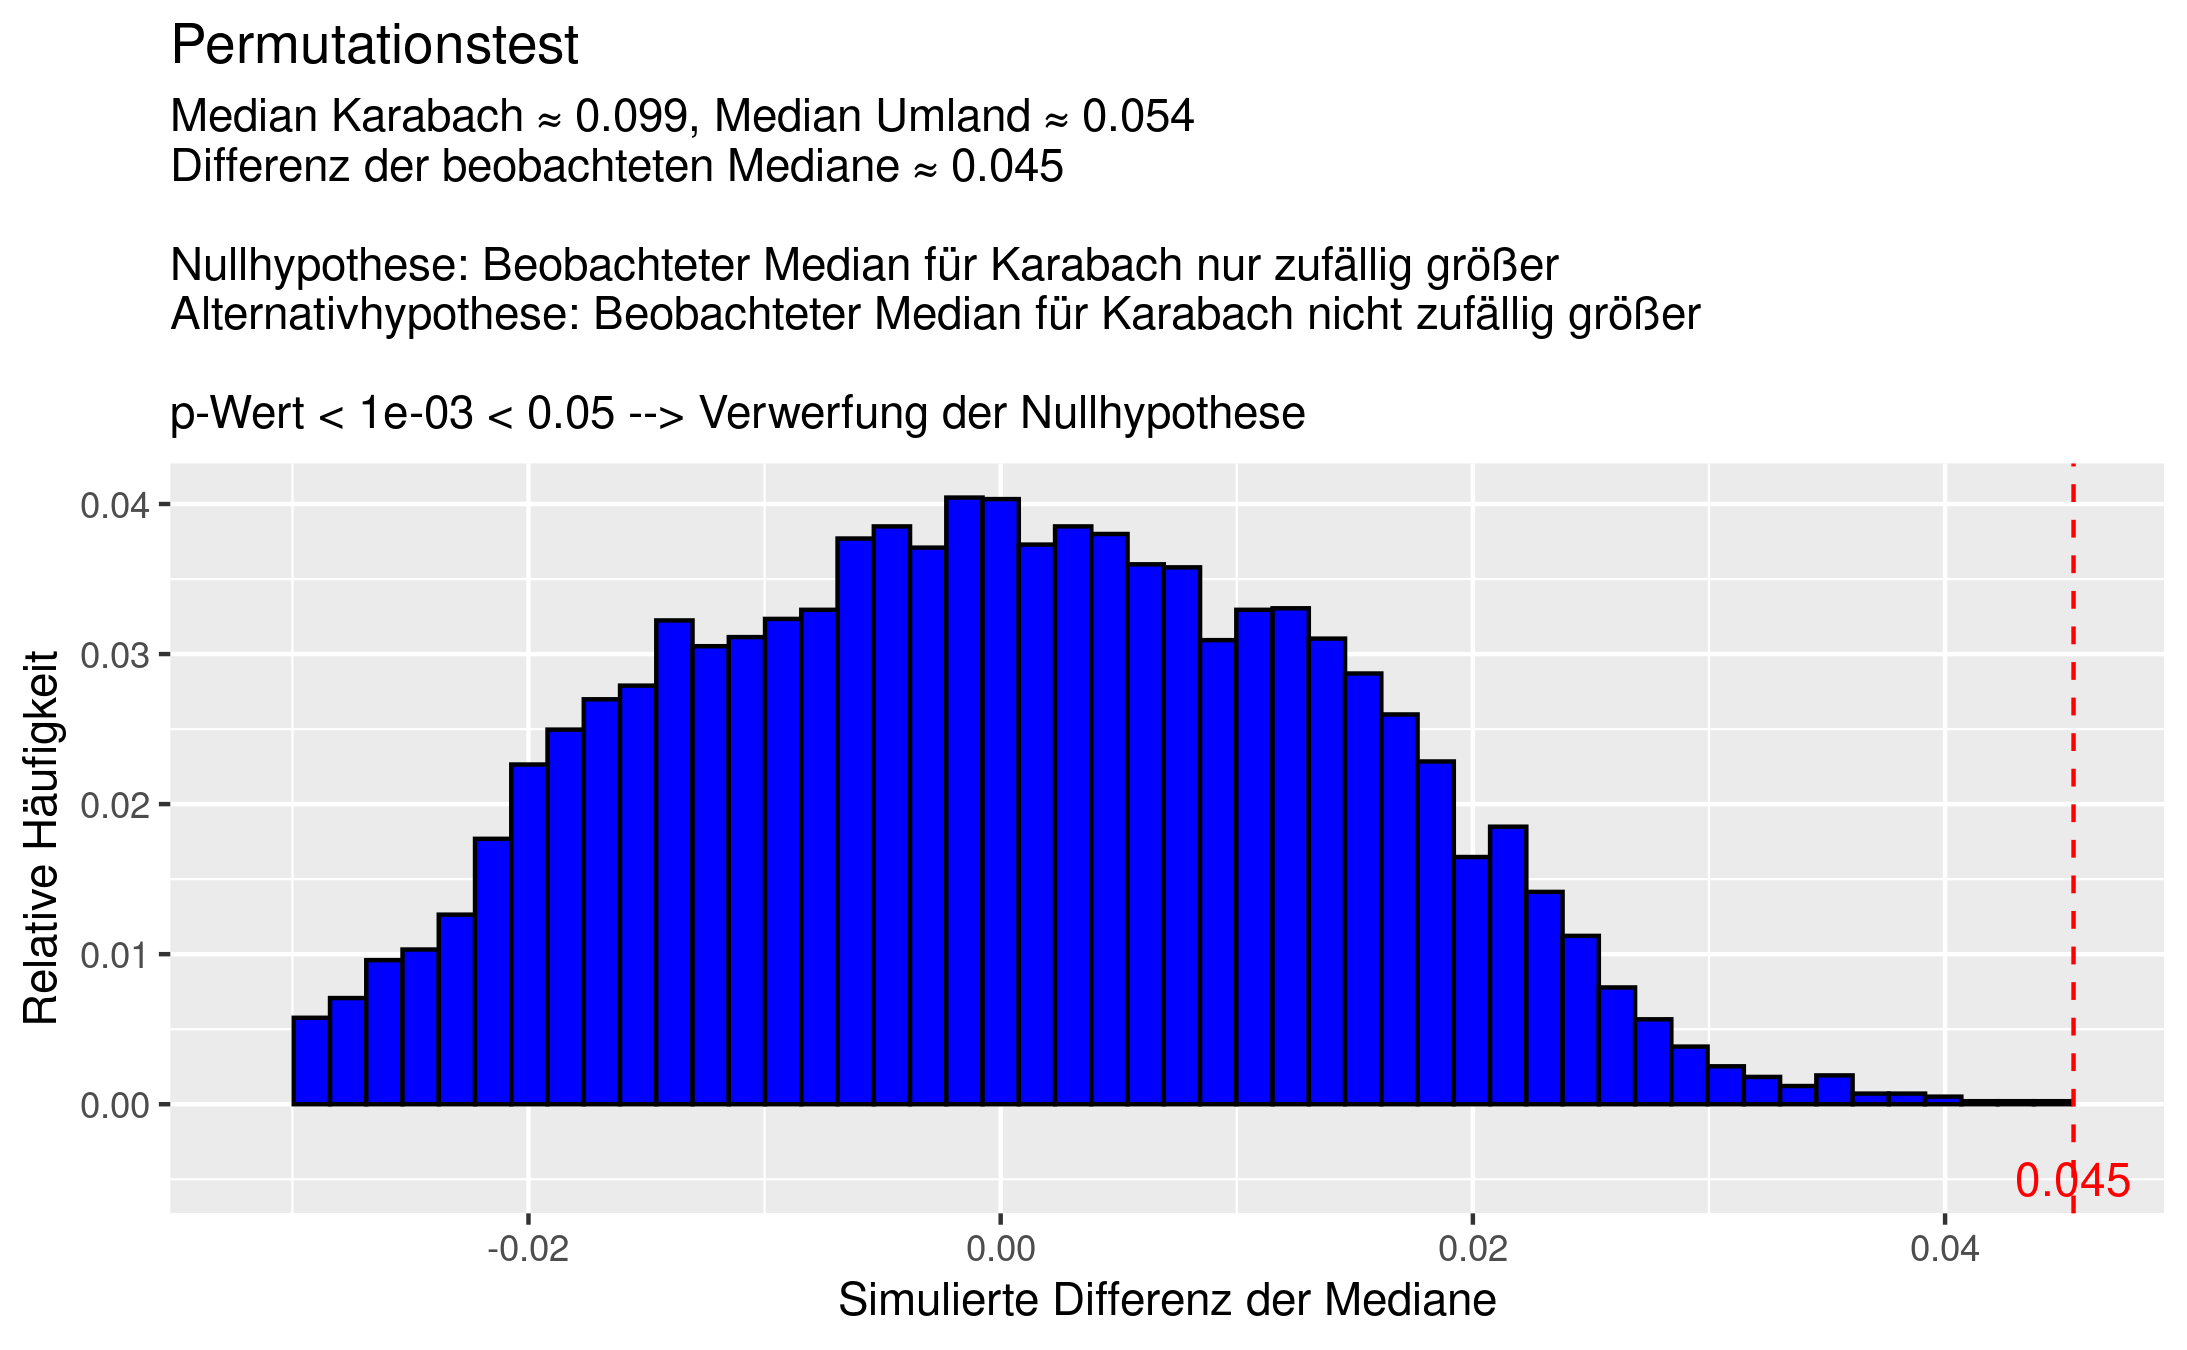 Permutationstest
Median Karabach ≈ 0.099, Median Umland ≈ 0.054
Differenz der beobachteten Mediane ≈ 0.045
Nullhypothese: Beobachteter Median für Karabach nur zufällig größer
Alternativhypothese: Beobachteter Median für Karabach nicht zufällig größer
p-Wert < 1e-03 < 0.05 --> Verwerfung der Nullhypothese
Relative Häufigkeit
0.04
0.03
0.02
0.01
0.00
0.045
-0.02
0.00
0.02
0.04
Simulierte Differenz der Mediane